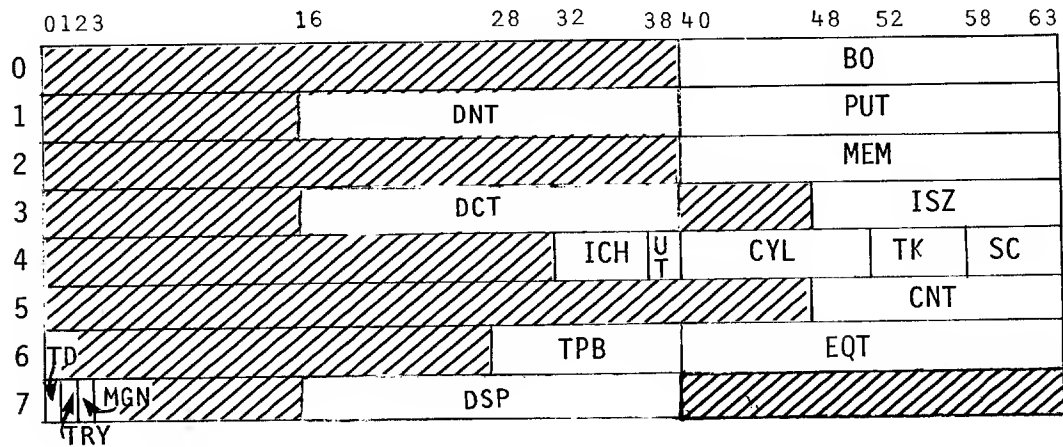 0123 16 28 32 38 40 48 52 58 63
0 BO
1 DNT PUT
2 MEM
3 DCT ISZ
4 ICH UT CYL TK SC
5 CNT
6 TD TPB EQT
7 MGN DSP
TRY